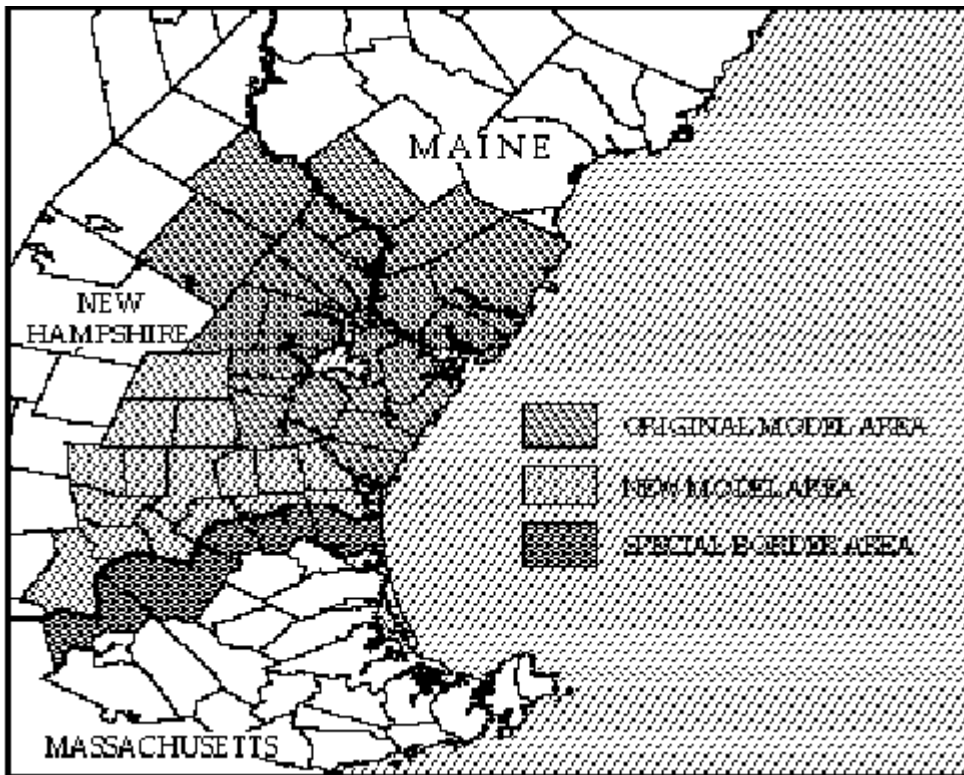 MAINE
NEW
HAMPSHIRE
ORIGINAL MODEL AREA
NEW MODEL AREA
SPECIAL BORDER AREA
MASSACHUSETTS